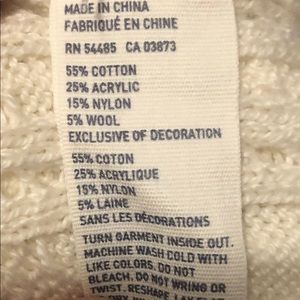 MADE IN CHINA
FABRIQUÉ EN CHINE
RN 54485 CA 03873
55% COTTON
25% ACRYLIC
15% NYLON
5% WOOL
EXCLUSIVE OF DECORATION
55% COTON
25% ACRYLIQUE
15% NYLON
5% LAINE
SANS LES DÉCORATIONS
TURN GARMENT INSIDE OUT.
MACHINE WASH COLD WITH
LIKE COLORS. DO NOT
BLEACH. DO NOT WRING OR
TWIST. RESHAPE